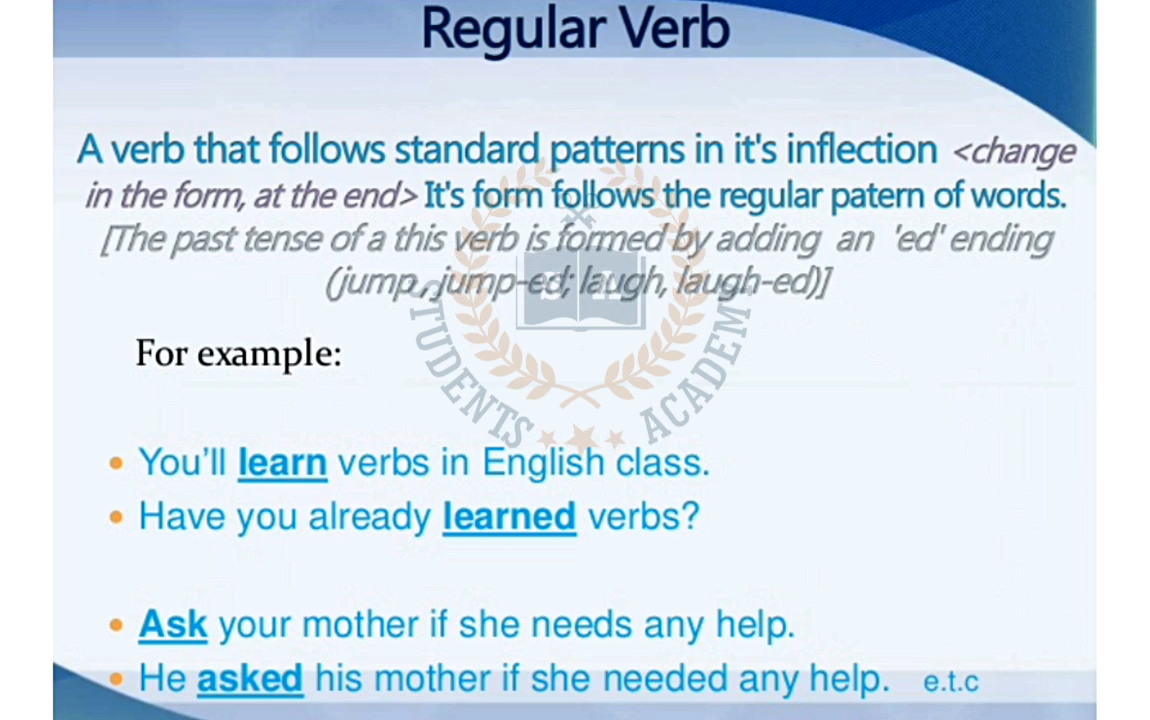 Regular Verb
A verb that follows standard patterns in it's inflection <change
in the form, at the end> It's form follows the regular patern of words.
[The past tense of a this verb is formed by adding an 'ed' ending
(jump, jump-ed; laugh, laugh-ed)]
For example:
STUDENTS ACADEMY
• You'll learn verbs in English class.
• Have you already learned verbs?
• Ask your mother if she needs any help.
• He asked his mother if she needed any help. e.t.c